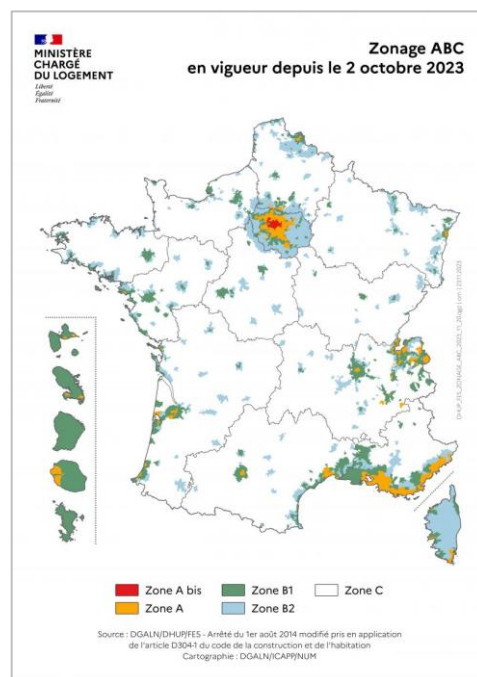 MINISTÈRE
CHARGÉ
DU LOGEMENT
Liberté
Égalité
Fraternité
Zonage ABC
en vigueur depuis le 2 octobre 2023
Zone A bis
Zone B1
Zone C
Zone A
Zone B2
Source : DGALN/DHUP/FES - Arrêté du 1er août 2014 modifié pris en application
de l'article D304-1 du code de la construction et de l'habitation
Cartographie : DGALN/ICAPP/NUM